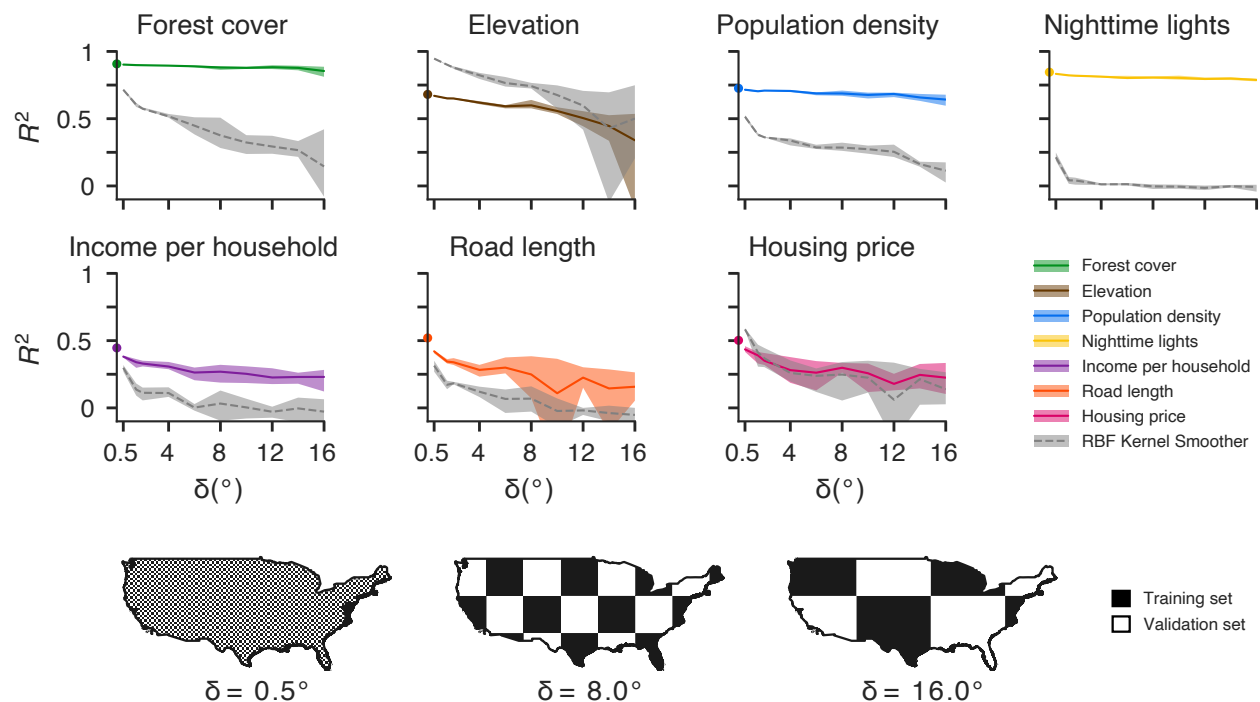 Forest cover Elevation Population density Nighttime lights
1
0.5
0
R²
Income per household Road length Housing price
1
0.5
0
R²
0.5 4 8 12 16 0.5 4 8 12 16 0.5 4 8 12 16
δ(°) δ(°) δ(°)
Forest cover
Elevation
Population density
Nighttime lights
Income per household
Road length
Housing price
RBF Kernel Smoother
Training set
Validation set
δ = 0.5° δ = 8.0° δ = 16.0°